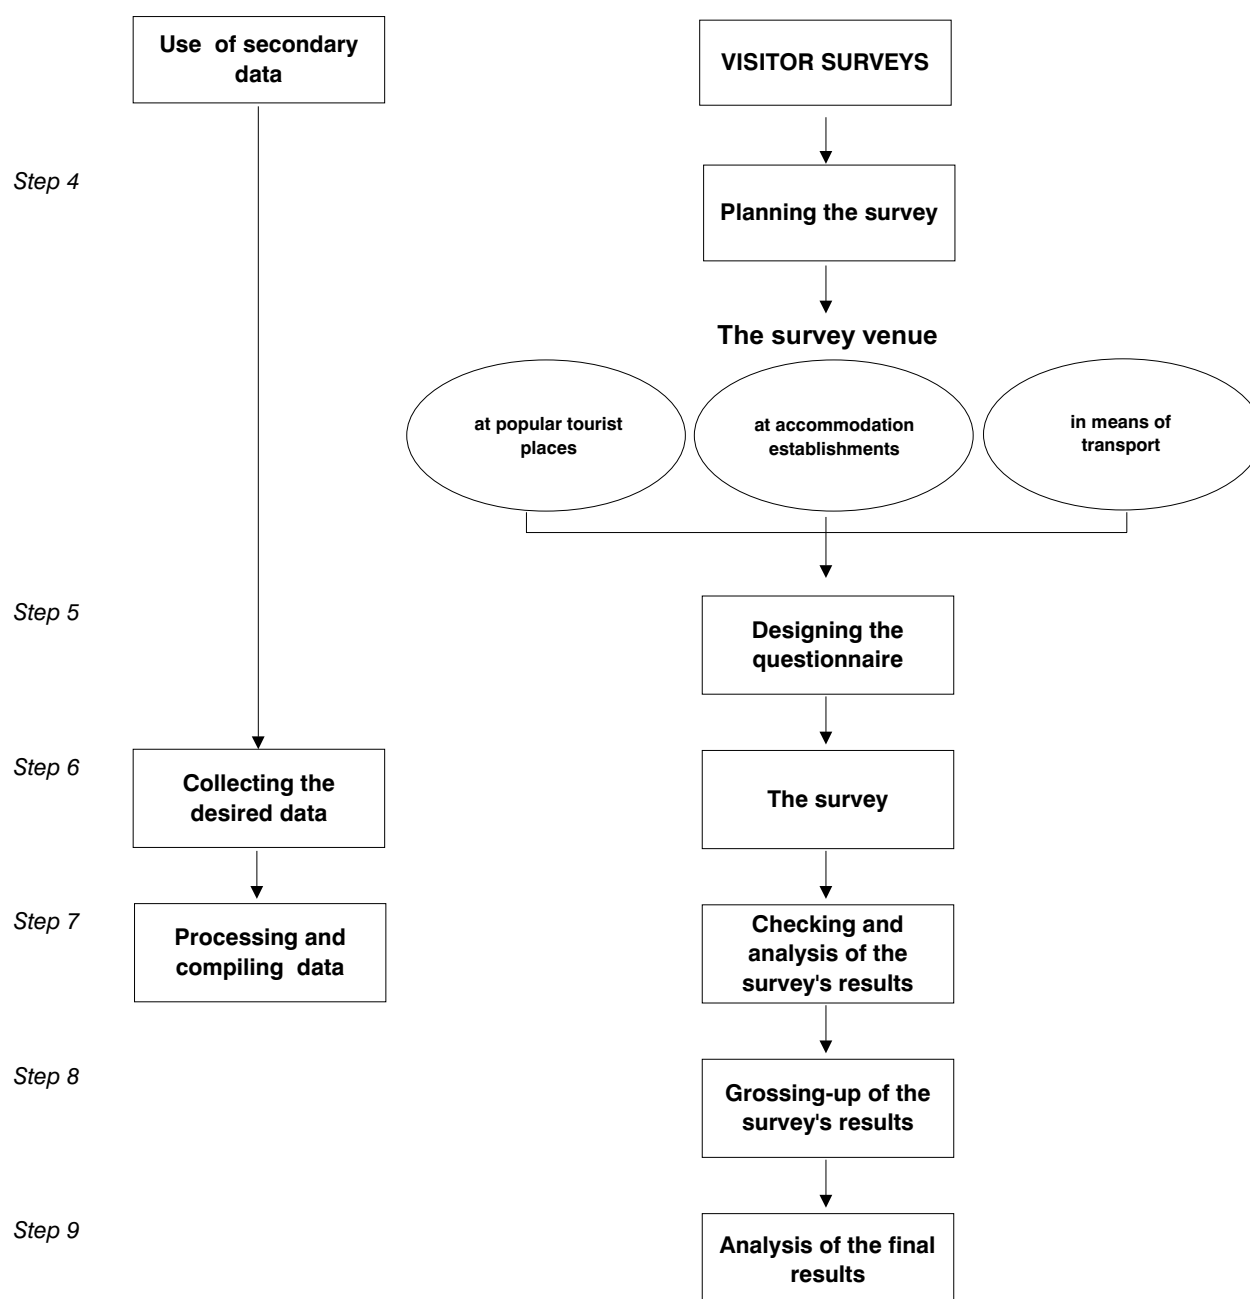 Use of secondary
data
VISITOR SURVEYS
Step 4
Planning the survey
The survey venue
at popular tourist
places
at accommodation
establishments
in means of
transport
Step 5
Designing the
questionnaire
Step 6
Collecting the
desired data
The survey
Step 7
Processing and
compiling data
Checking and
analysis of the
survey's results
Step 8
Grossing-up of the
survey's results
Step 9
Analysis of the final
results